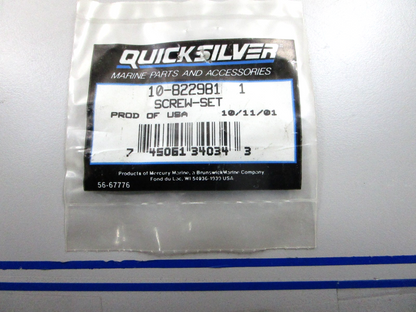 QUICKSILVER
MARINE PARTS AND ACCESSORIES
10-822981 1
SCREW-SET
PROD OF USA 10/11/01
7 45061 34034 3
Products of Mercury Marine, a Brunswick Marine Company
Fond du Lac, WI 54936-1939 USA
56-67776